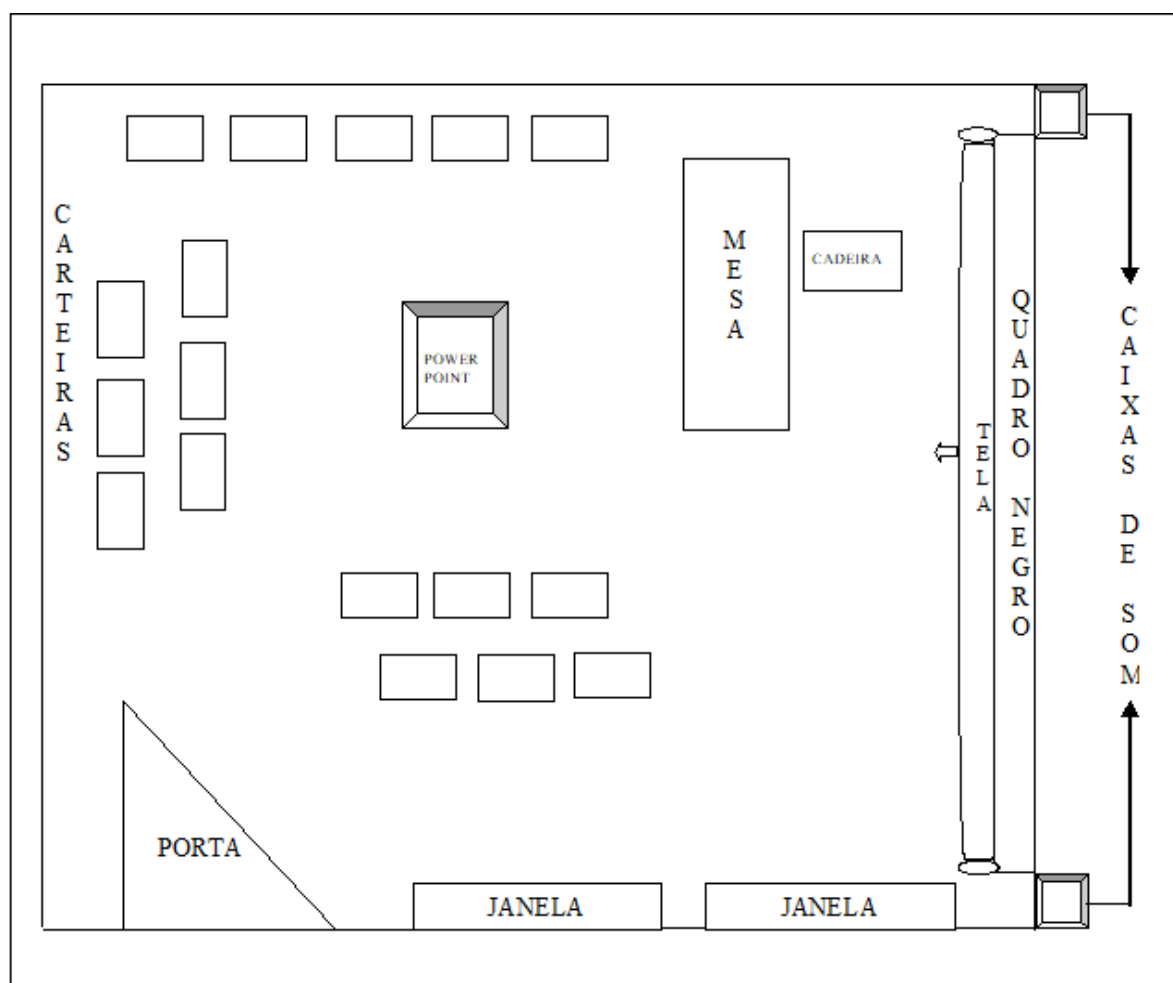 CARTEIRAS
MESA
CADEIRA
POWER
POINT
TELA
QUADRO NEGRO
CAIXAS DE SOM
PORTA
JANELA
JANELA